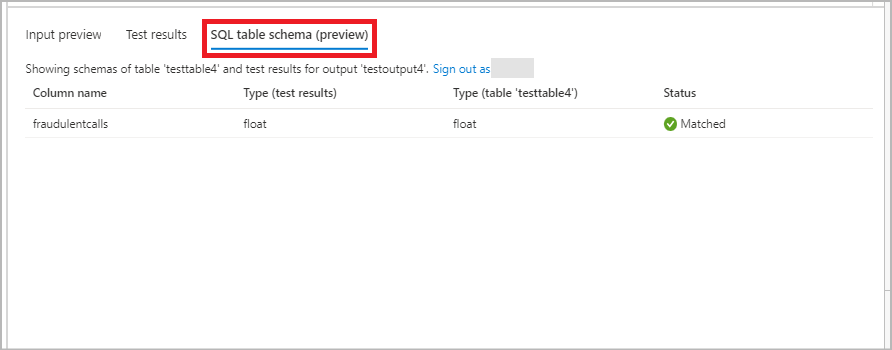 Input preview Test results SQL table schema (preview)
Showing schemas of table 'testtable4' and test results for output 'testoutput4'. Sign out as
Column name Type (test results) Type (table 'testtable4') Status
fraudulentcalls float float Matched